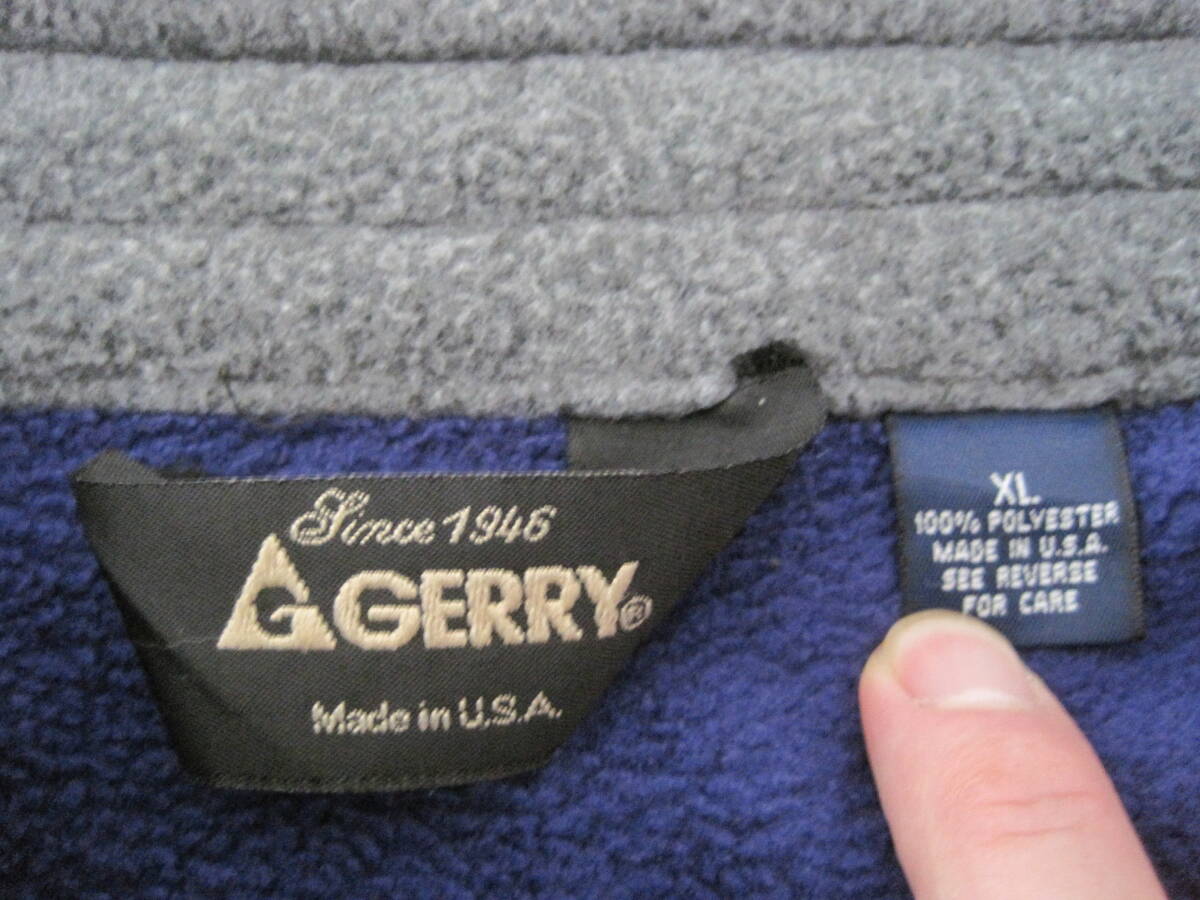 Since 1946
GERRY®
Made in U.S.A.
XL.
100% POLYESTER
MADE IN U.S.A.
SEE REVERSE
FOR CARE